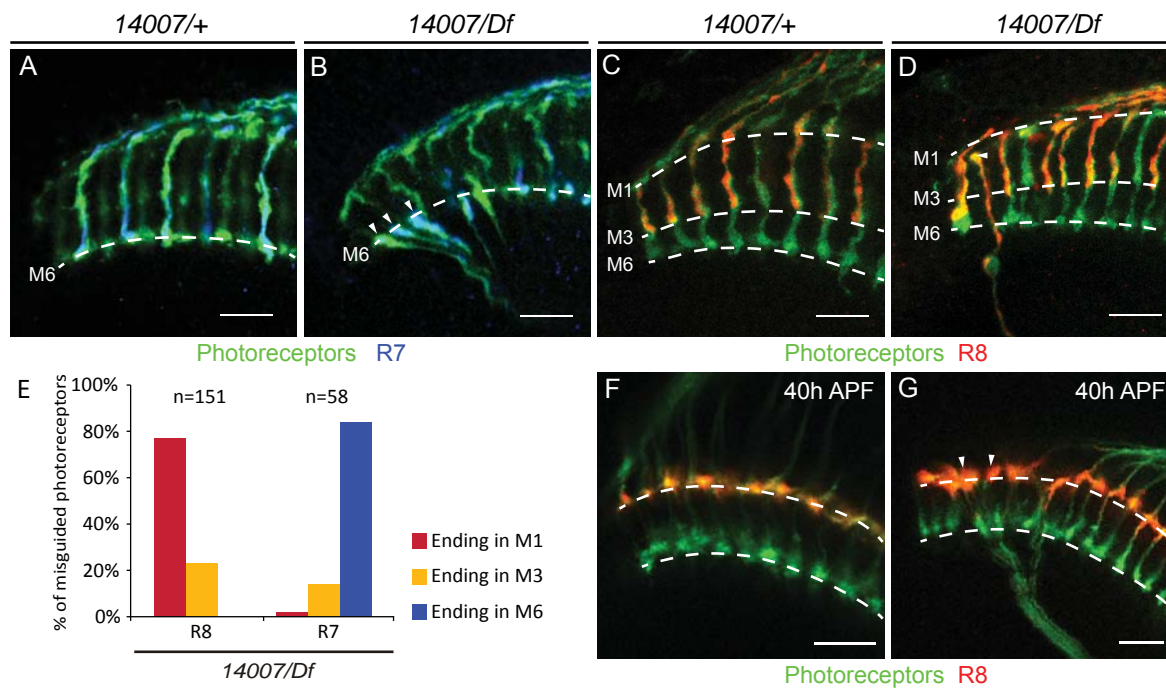 14007/+ 14007/Df 14007/+ 14007/Df
A B C D
M6 M6
M1 M3 M6
M1 M3 M6
Photoreceptors R7
Photoreceptors R8
E
% of misguided photoreceptors
100%
80%
60%
40%
20%
0%
n=151 n=58
R8 R7
14007/Df
Ending in M1
Ending in M3
Ending in M6
F 40h APF G 40h APF
Photoreceptors R8